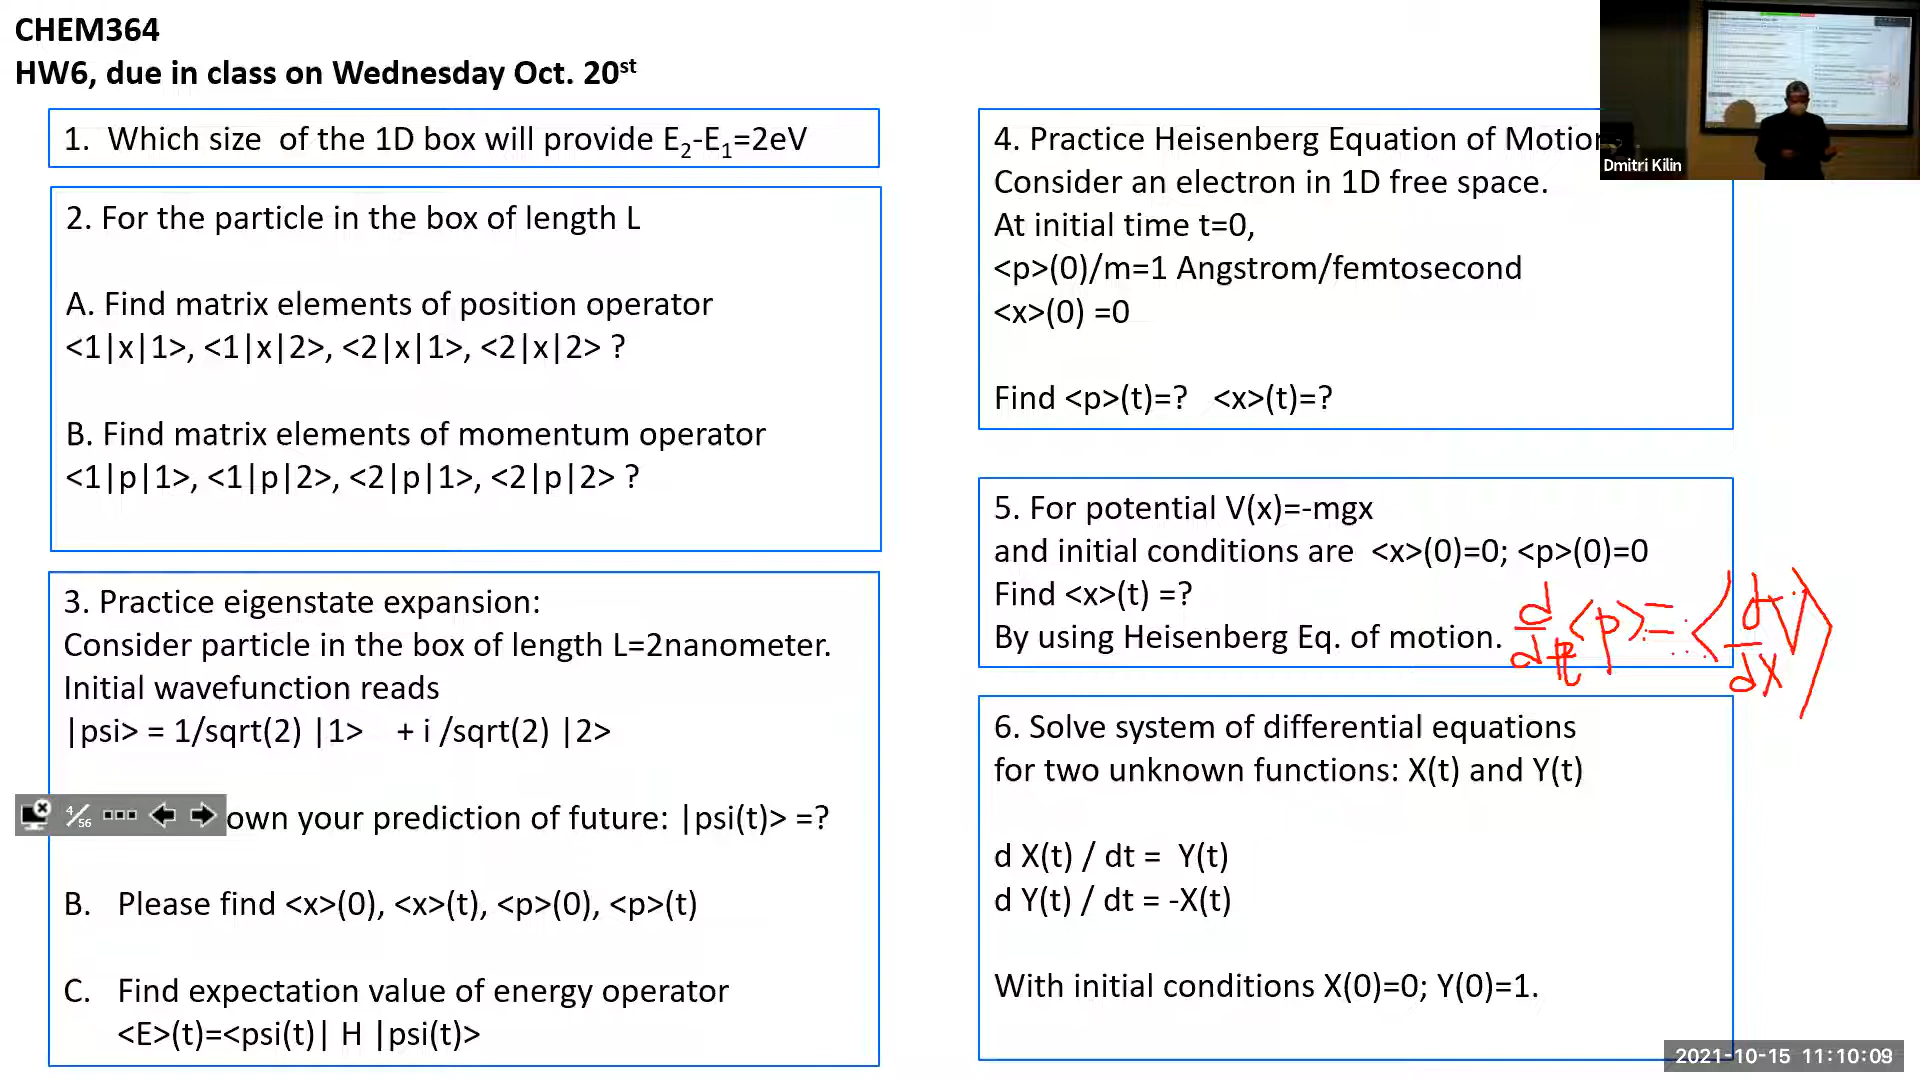 CHEM364
HW6, due in class on Wednesday Oct. 20st
1. Which size of the 1D box will provide E2-E1=2eV
2. For the particle in the box of length L
A. Find matrix elements of position operator
<1|x|1>, <1|x|2>, <2|x|1>, <2|x|2> ?
B. Find matrix elements of momentum operator
<1|p|1>, <1|p|2>, <2|p|1>, <2|p|2> ?
3. Practice eigenstate expansion:
Consider particle in the box of length L=2nanometer.
Initial wavefunction reads
|psi> = 1/sqrt(2) |1> + i /sqrt(2) |2>
4/56
own your prediction of future: |psi(t)> =?
B. Please find <x>(0), <x>(t), <p>(0), <p>(t)
C. Find expectation value of energy operator
<E>(t)=<psi(t)| H |psi(t)>
4. Practice Heisenberg Equation of Motion
Consider an electron in 1D free space.
At initial time t=0,
<p>(0)/m=1 Angstrom/femtosecond
<x>(0) =0
Find <p>(t)=? <x>(t)=?
5. For potential V(x)=-mgx
and initial conditions are <x>(0)=0; <p>(0)=0
Find <x>(t) =?
By using Heisenberg Eq. of motion.
d/dt <p> = <dV/dx>
6. Solve system of differential equations
for two unknown functions: X(t) and Y(t)
d X(t) / dt = Y(t)
d Y(t) / dt = -X(t)
With initial conditions X(0)=0; Y(0)=1.
Dmitri Kilin
2021-10-15 11:10:09